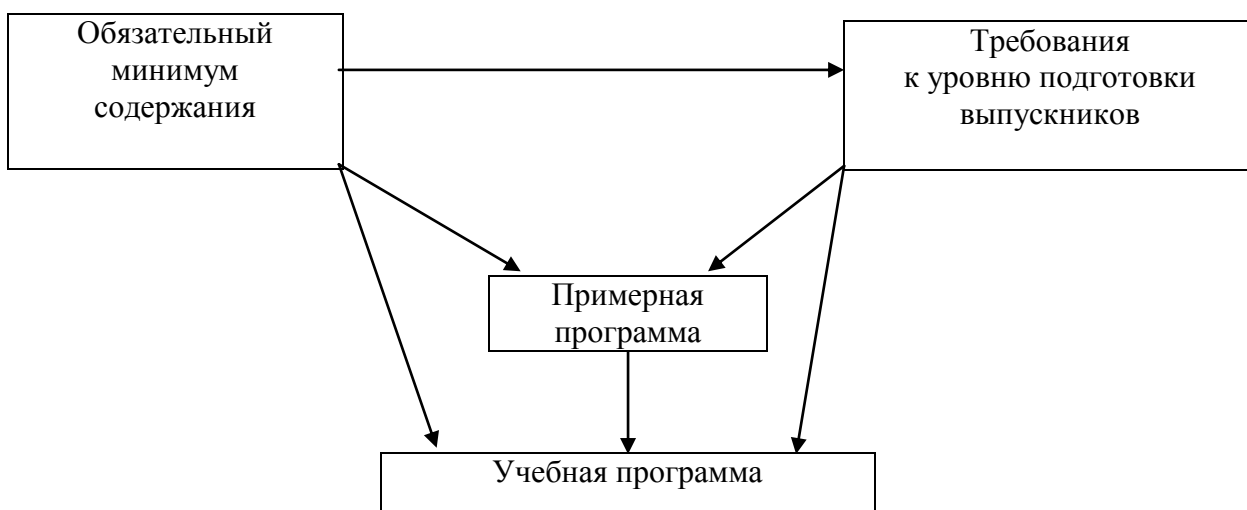 Обязательный
минимум
содержания
Требования
к уровню подготовки
выпускников
Примерная
программа
Учебная программа